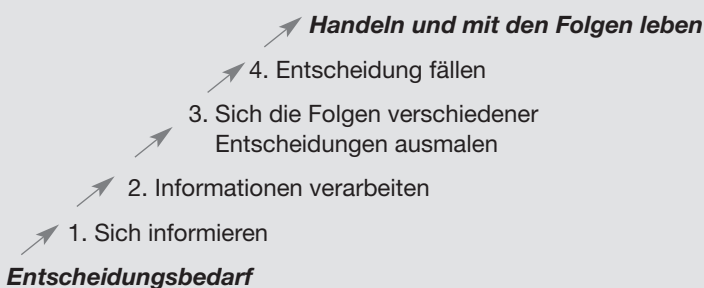 Handeln und mit den Folgen leben
4. Entscheidung fällen
3. Sich die Folgen verschiedener
Entscheidungen ausmalen
2. Informationen verarbeiten
1. Sich informieren
Entscheidungsbedarf